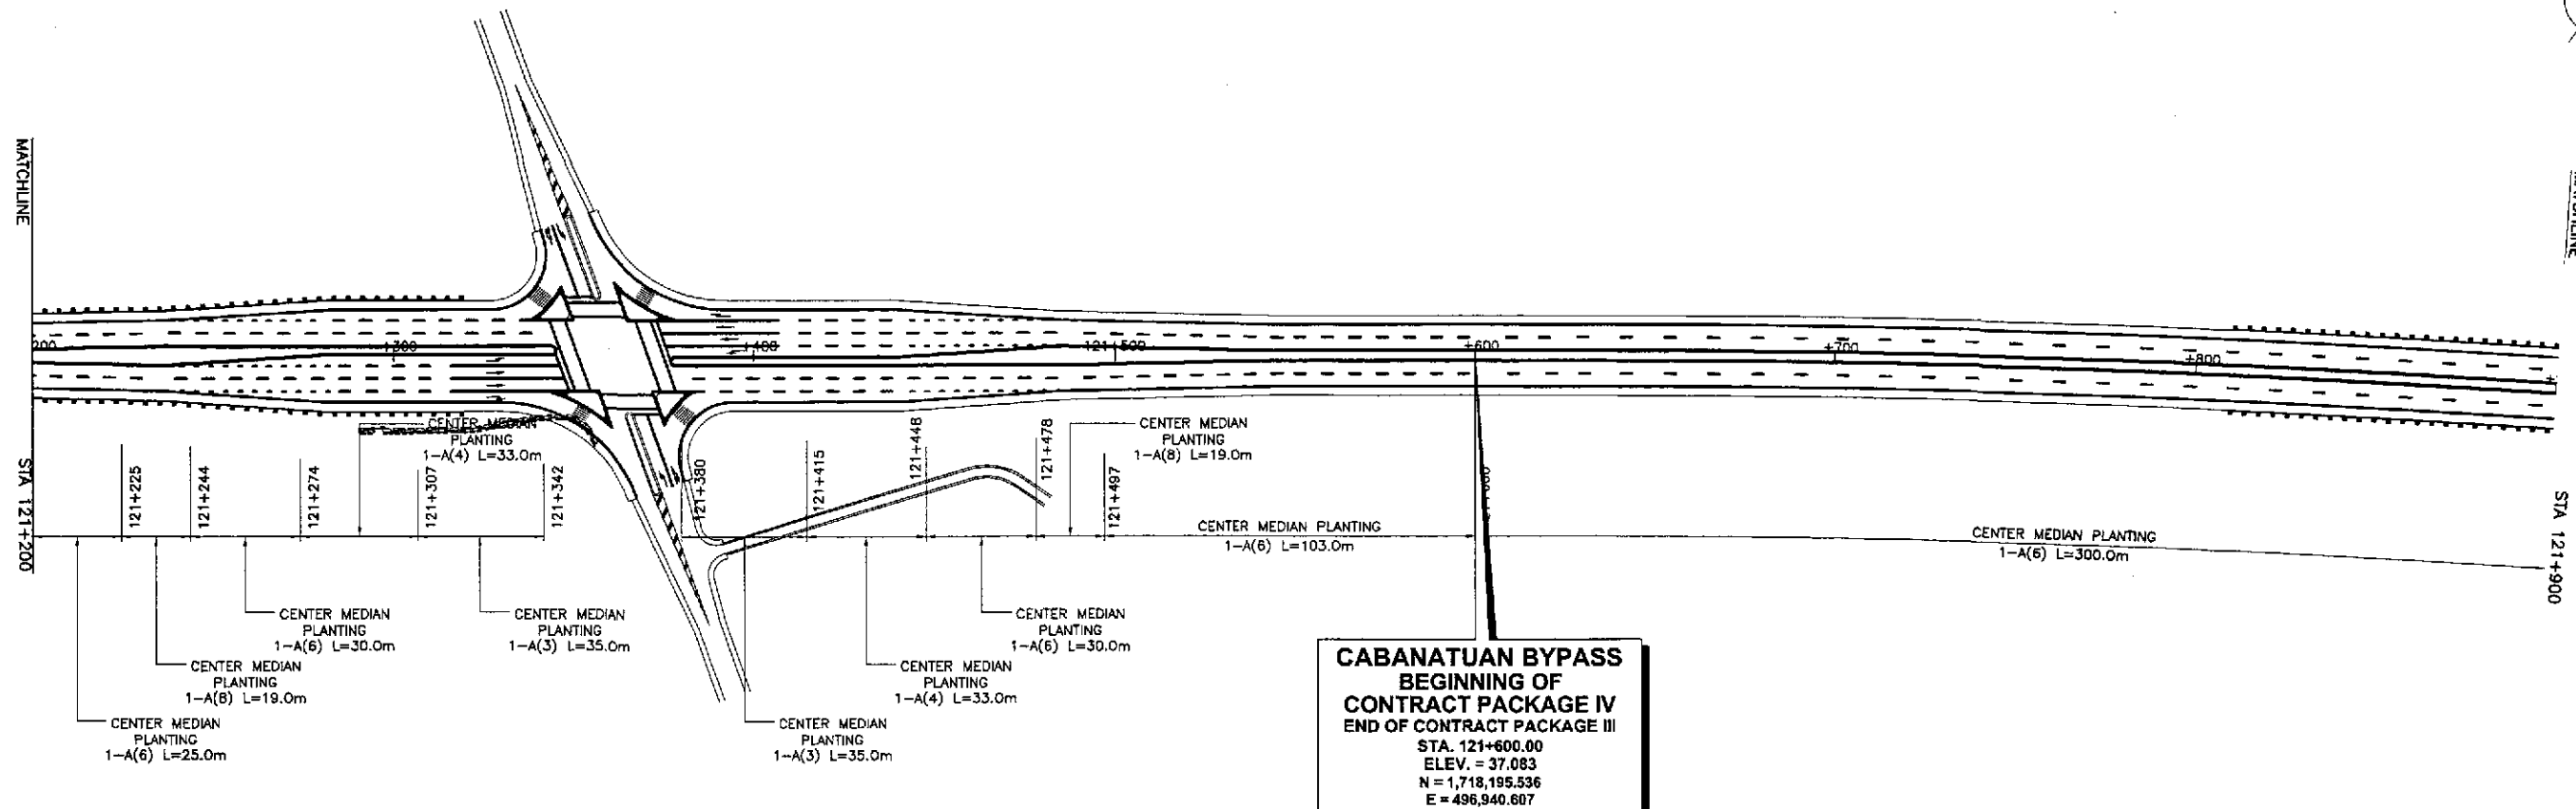 MATCHLINE
STA 121+200
200
+300
+400
121+500
+600
+700
+800
MATCHLINE
STA 121+900
121+225
121+244
121+274
121+307
121+342
121+380
121+415
121+448
121+478
121+497
CENTER MEDIAN
PLANTING
1-A(4) L=33.0m
CENTER MEDIAN
PLANTING
1-A(8) L=19.0m
CENTER MEDIAN PLANTING
1-A(6) L=103.0m
CENTER MEDIAN PLANTING
1-A(6) L=300.0m
CENTER MEDIAN
PLANTING
1-A(6) L=30.0m
CENTER MEDIAN
PLANTING
1-A(3) L=35.0m
CENTER MEDIAN
PLANTING
1-A(6) L=30.0m
CENTER MEDIAN
PLANTING
1-A(8) L=19.0m
CENTER MEDIAN
PLANTING
1-A(4) L=33.0m
CENTER MEDIAN
PLANTING
1-A(6) L=25.0m
CENTER MEDIAN
PLANTING
1-A(3) L=35.0m
CABANATUAN BYPASS
BEGINNING OF
CONTRACT PACKAGE IV
END OF CONTRACT PACKAGE III
STA. 121+600.00
ELEV. = 37.083
N = 1,718,195.536
E = 496,940.607